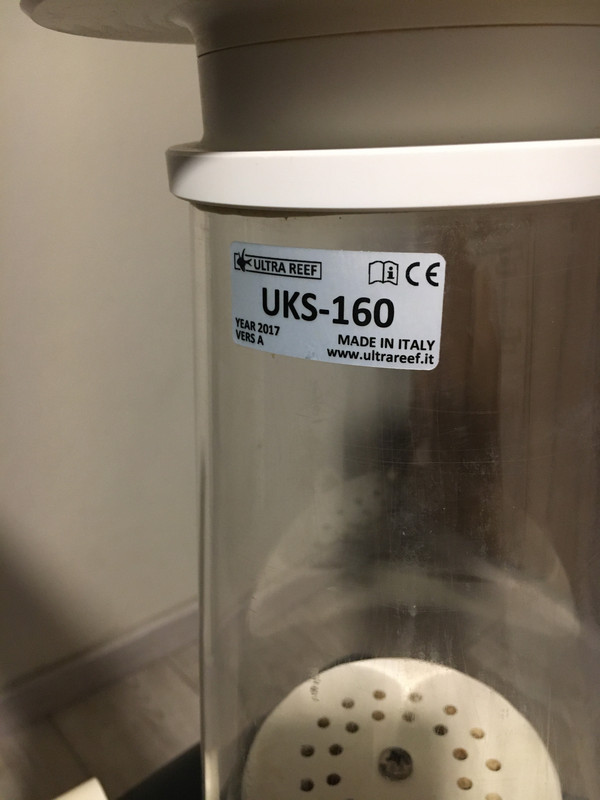 ULTRA REEF
CE
UKS-160
YEAR 2017
VERS A
MADE IN ITALY
www.ultrareef.it